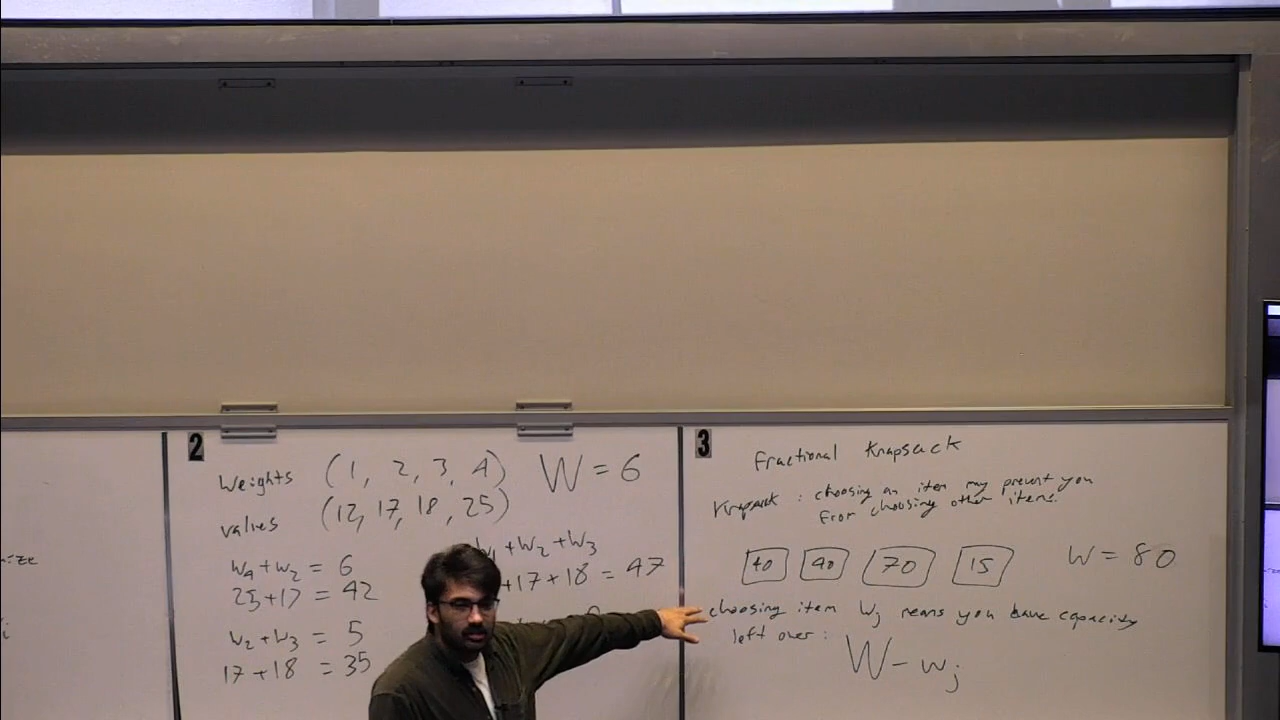 2
Weights (1, 2, 3, 4) W = 6
values (12, 17, 18, 25)
w4 + w2 = 6
25 + 17 = 42
w2 + w3 = 5
17 + 18 = 35
w1 + w2 + w3
+ 17 + 18 = 47
3
Fractional Knapsack
Knapsack : choosing an item may prevent you
from choosing other items.
40 40 70 15 W = 80
choosing item wj means you have capacity
left over :
W - wj